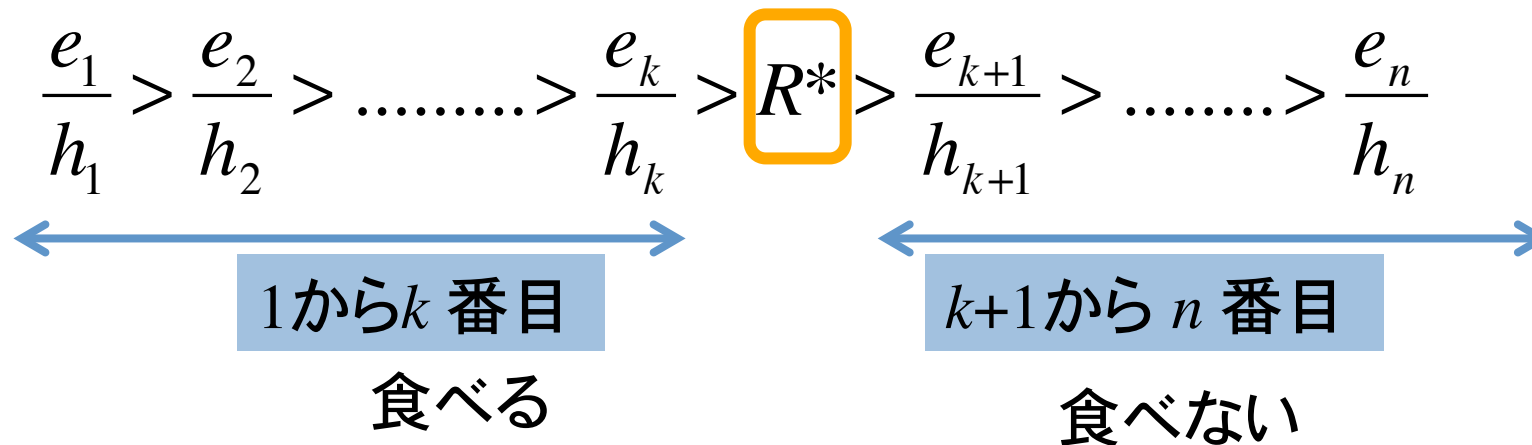 e₁/h₁ > e₂/h₂ > ......... > eₖ/hₖ > R* > eₖ₊₁/hₖ₊₁ > ........ > eₙ/hₙ
1からk 番目 k+1から n 番目
食べる 食べない